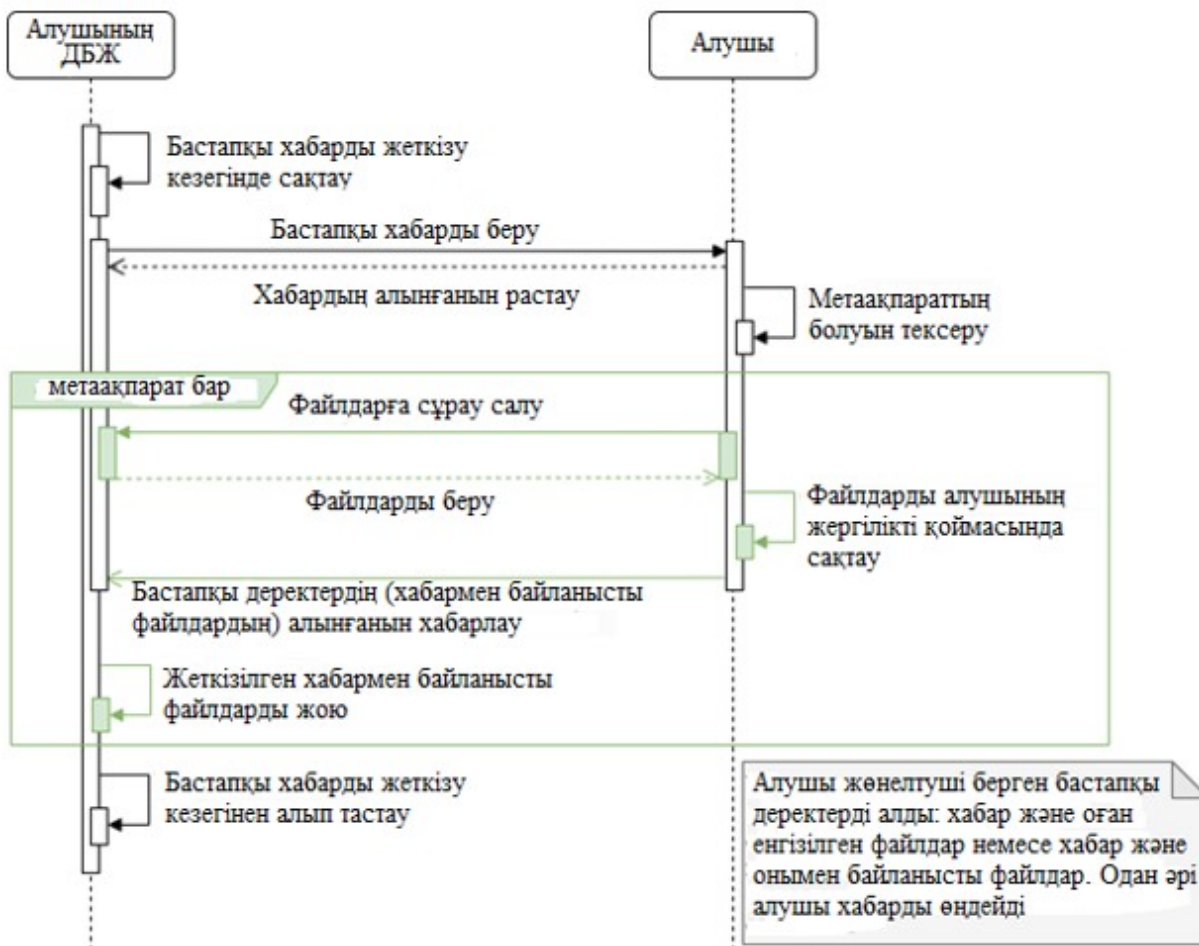 Алушының
ДБЖ
Алушы
Бастапқы хабарды жеткізу
кезегінде сақтау
Бастапқы хабарды беру
Хабардың алынғанын растау
Метаақпараттың
болуын тексеру
метаақпарат бар
Файлдарға сұрау салу
Файлдарды беру
Файлдарды алушының
жергілікті қоймасында
сақтау
Бастапқы деректердің (хабармен байланысты
файлдардың) алынғанын хабарлау
Жеткізілген хабармен байланысты
файлдарды жою
Бастапқы хабарды жеткізу
кезегінен алып тастау
Алушы жөнелтуші берген бастапқы
деректерді алды: хабар және оған
енгізілген файлдар немесе хабар және
онымен байланысты файлдар. Одан әрі
алушы хабарды өңдейді